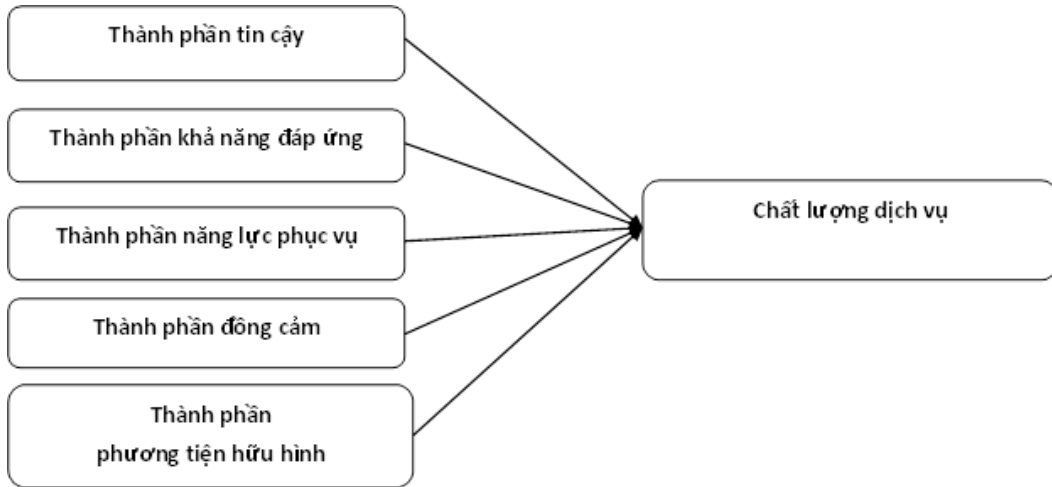 Thành phần tin cậy
Thành phần khả năng đáp ứng
Thành phần năng lực phục vụ
Thành phần đồng cảm
Thành phần
phương tiện hữu hình
Chất lượng dịch vụ